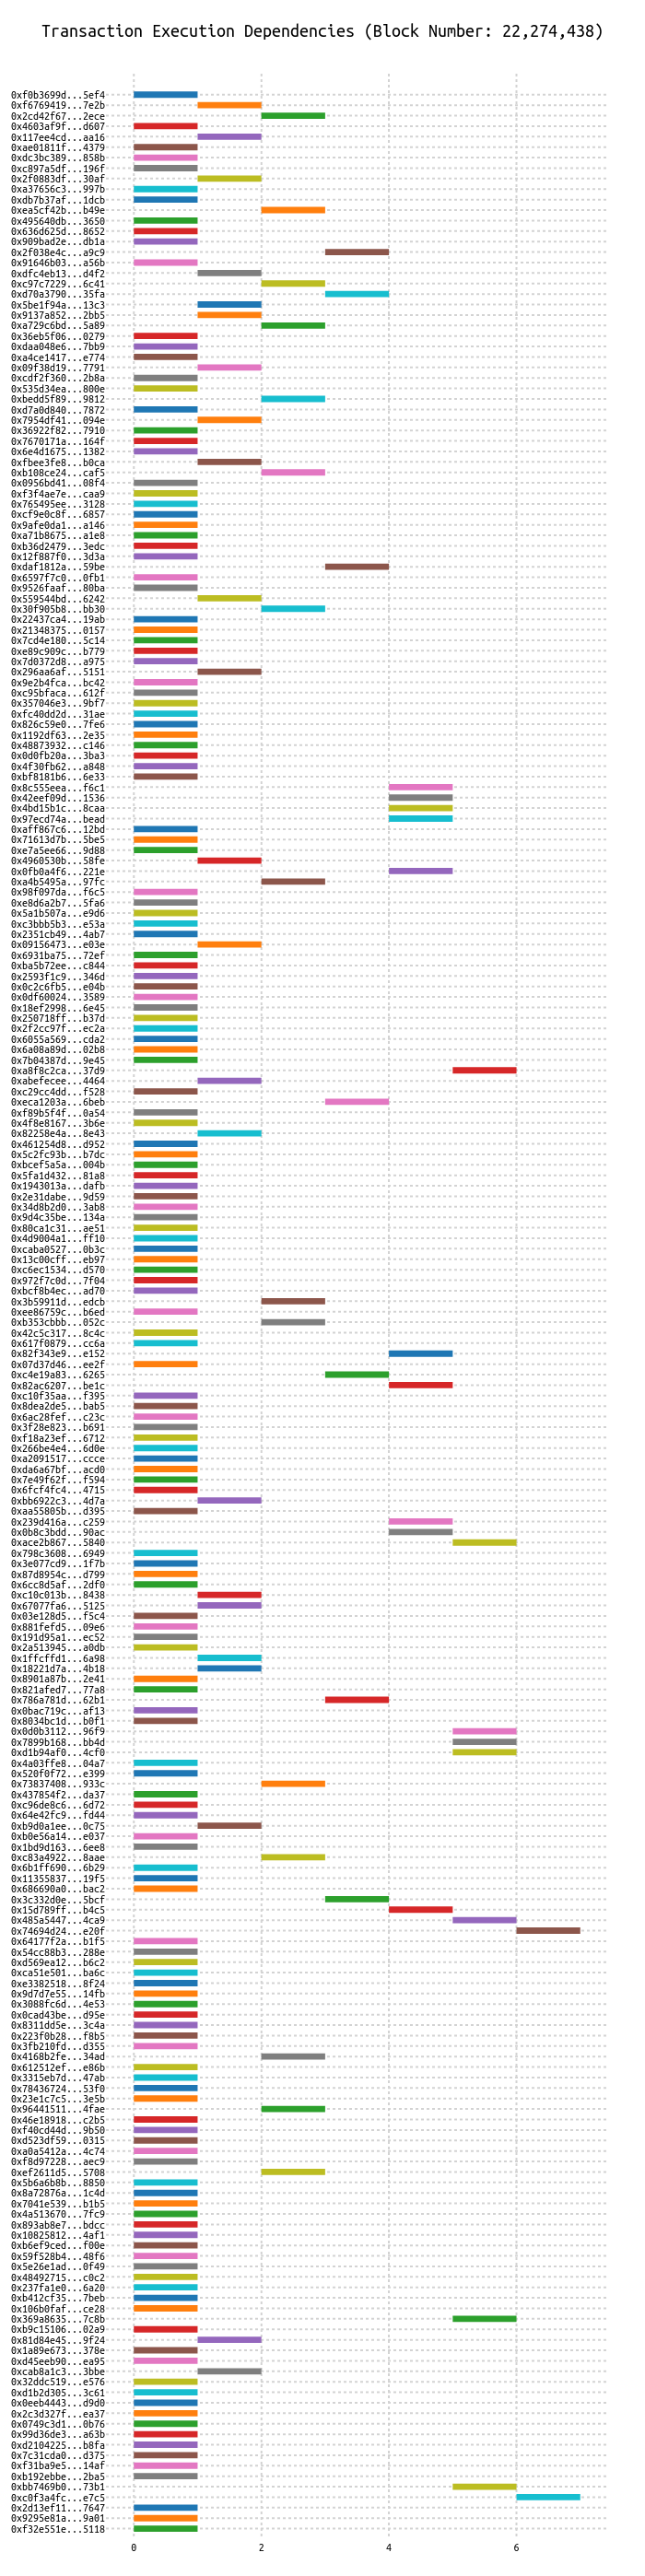 Transaction Execution Dependencies (Block Number: 22,274,438)
0xf0b3699d...5ef4
0xf6769419...7e2b
0x2cd42f67...2ece
0x4603af9f...d607
0x117ee4cd...aa16
0xae01811f...4379
0xdc3bc389...858b
0xc897a5df...196f
0x2f0883df...30af
0xa37656c3...997b
0xdb7b37af...1dcb
0xea5cf42b...b49e
0x495640db...3650
0x636d625d...8652
0x909bad2e...db1a
0x2f038e4c...a9c9
0x91646b03...a56b
0xdfc4eb13...d4f2
0xc97c7229...6c41
0xd70a3790...35fa
0x5be1f94a...13c3
0x9137a852...2bb5
0xa729c6bd...5a89
0x36eb5f06...0279
0xdaa048e6...7bb9
0xa4ce1417...e774
0x09f38d19...7791
0xcdf2f360...2b8a
0x535d34ea...800e
0xbedd5f89...9812
0xd7a0d840...7872
0x7954df41...094e
0x36922f82...7910
0x7670171a...164f
0x6e4d1675...1382
0xfbee3fe8...b0ca
0xb108ce24...caf5
0x0956bd41...08f4
0xf3f4ae7e...caa9
0x765495ee...3128
0xcf9e0c8f...6857
0x9afe0da1...a146
0xa71b8675...a1e8
0xb36d2479...3edc
0x12f887f0...3d3a
0xdaf1812a...59be
0x6597f7c0...0fb1
0x9526faaf...80ba
0x559544bd...6242
0x30f905b8...bb30
0x22437ca4...19ab
0x21348375...0157
0x7cd4e180...5c14
0xe89c909c...b779
0x7d0372d8...a975
0x296aa6af...5151
0x9e2b4fca...bc42
0xc95bfaca...612f
0x357046e3...9bf7
0xfc40dd2d...31ae
0x826c59e0...7fe6
0x1192df63...2e35
0x48873932...c146
0x0d0fb20a...3ba3
0x4f30fb62...a848
0xbf8181b6...6e33
0x8c555eea...f6c1
0x42eef09d...1536
0x4bd15b1c...8caa
0x97ecd74a...bead
0xaff867c6...12bd
0x71613d7b...5be5
0xe7a5ee66...9d88
0x4960530b...58fe
0x0fb0a4f6...221e
0xa4b5495a...97fc
0x98f097da...f6c5
0xe8d6a2b7...5fa6
0x5a1b507a...e9d6
0xc3bbb5b3...e53a
0x2351cb49...4ab7
0x09156473...e03e
0x6931ba75...72ef
0xba5b72ee...c844
0x2593f1c9...346d
0x0c2c6fb5...e04b
0x0df60024...3589
0x18ef2998...6e45
0x250718ff...b37d
0x2f2cc97f...ec2a
0x6055a569...cda2
0x6a08a89d...02b8
0x7b04387d...9e45
0xa8f8c2ca...37d9
0xabefecee...4464
0xc29cc4dd...f528
0xeca1203a...6beb
0xf89b5f4f...0a54
0x4f8e8167...3b6e
0x82258e4a...8e43
0x461254d8...d952
0x5c2fc93b...b7dc
0xbcef5a5a...004b
0x5fa1d432...81a8
0x1943013a...dafb
0x2e31dabe...9d59
0x34d8b2d0...3ab8
0x9d4c35be...134a
0x80ca1c31...ae51
0x4d9004a1...ff10
0xcaba0527...0b3c
0x13c00cff...eb97
0xc6ec1534...d570
0x972f7c0d...7f04
0xbcf8b4ec...ad70
0x3b59911d...edcb
0xee86759c...b6ed
0xb353cbbb...052c
0x42c5c317...8c4c
0x617f0879...cc6a
0x82f343e9...e152
0x07d37d46...ee2f
0xc4e19a83...6265
0x82ac6207...be1c
0xc10f35aa...f395
0x8dea2de5...bab5
0x6ac28fef...c23c
0x3f28e823...b691
0xf18a23ef...6712
0x266be4e4...6d0e
0xa2091517...ccce
0xda6a67bf...acd0
0x7e49f62f...f594
0x6fcf4fc4...4715
0xbb6922c3...4d7a
0xaa55805b...d395
0x239d416a...c259
0x0b8c3bdd...90ac
0xace2b867...5840
0x798c3608...6949
0x3e077cd9...1f7b
0x87d8954c...d799
0x6cc8d5af...2df0
0xc10c013b...8438
0x67077fa6...5125
0x03e128d5...f5c4
0x881fefd5...09e6
0x191d95a1...ec52
0x2a513945...a0db
0x1ffcffd1...6a98
0x18221d7a...4b18
0x8901a87b...2e41
0x821afed7...77a8
0x786a781d...62b1
0x0bac719c...af13
0x8034bc1d...b0f1
0x0d0b3112...96f9
0x7899b168...bb4d
0xd1b94af0...4cf0
0x4a03ffe8...04a7
0x520f0f72...e399
0x73837408...933c
0x437854f2...da37
0xc96de8c6...6d72
0x64e42fc9...fd44
0xb9d0a1ee...0c75
0xb0e56a14...e037
0x1bd9d163...6ee8
0xc83a4922...8aae
0x6b1ff690...6b29
0x11355837...19f5
0x686690a0...bac2
0x3c332d0e...5bcf
0x15d789ff...b4c5
0x485a5447...4ca9
0x74694d24...e20f
0x64177f2a...b1f5
0x54cc88b3...288e
0xd569ea12...b6c2
0xca51e501...ba6c
0xe3382518...8f24
0x9d7d7e55...14fb
0x3088fc6d...4e53
0x0cad43be...d95e
0x8311dd5e...3c4a
0x223f0b28...f8b5
0x3fb210fd...d355
0x4168b2fe...34ad
0x612512ef...e86b
0x3315eb7d...47ab
0x78436724...53f0
0x23e1c7c5...3e5b
0x96441511...4fae
0x46e18918...c2b5
0xf40cd44d...9b50
0xd523df59...0315
0xa0a5412a...4c74
0xf8d97228...aec9
0xef2611d5...5708
0x5b6a6b8b...8850
0x8a72876a...1c4d
0x7041e539...b1b5
0x4a513670...7fc9
0x893ab8e7...bdcc
0x10825812...4af1
0xb6ef9ced...f00e
0x59f528b4...48f6
0x5e26e1ad...0f49
0x48492715...c0c2
0x237fa1e0...6a20
0xb412cf35...7beb
0x106b0faf...ce28
0x369a8635...7c8b
0xb9c15106...02a9
0x81d84e45...9f24
0x1a89e673...378e
0xd45eeb90...ea95
0xcab8a1c3...3bbe
0x32ddc519...e576
0xd1b2d305...3c61
0x0eeb4443...d9d0
0x2c3d327f...ea37
0x0749c3d1...0b76
0x99d36de3...a63b
0xd2104225...b8fa
0x7c31cda0...d375
0xf31ba9e5...14af
0xb192ebbe...2ba5
0xbb7469b0...73b1
0xc0f3a4fc...e7c5
0x2d13ef11...7647
0x9295e81a...9a01
0xf32e551e...5118
0 2 4 6